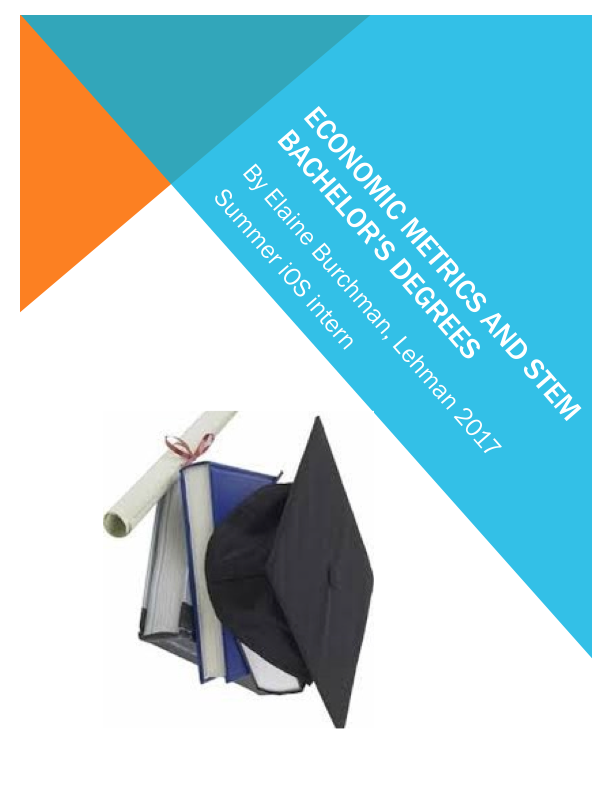 ECONOMIC METRICS AND STEM
BACHELOR'S DEGREES
By Elaine Burchman, Lehman 2017
Summer iOS intern